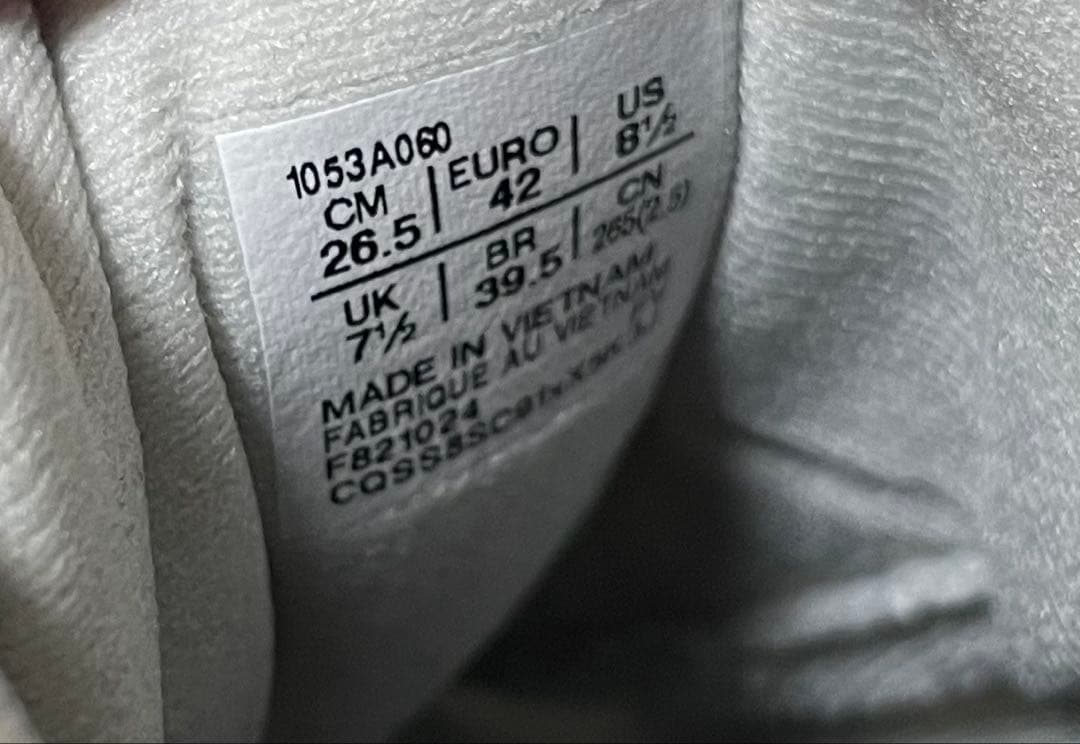 1053A060
CM | EURO | US
26.5 | 42 | 8½
UK | BR | CN
7½ | 39.5 | 265(2.5)
MADE IN VIETNAM
FABRIQUE AU VIETNAM
F821024